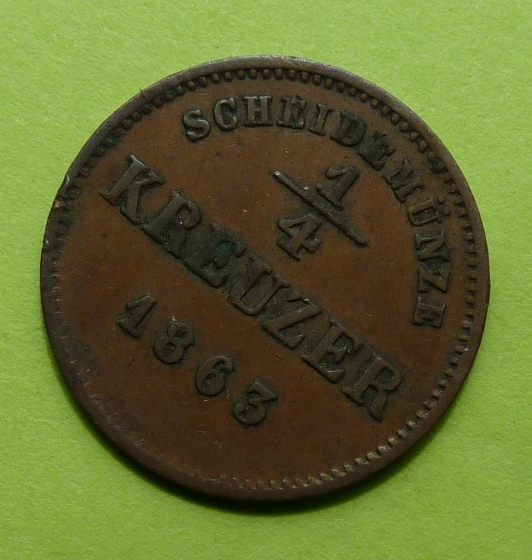 SCHEIDEMÜNZE
1/4
KREUZER
1863